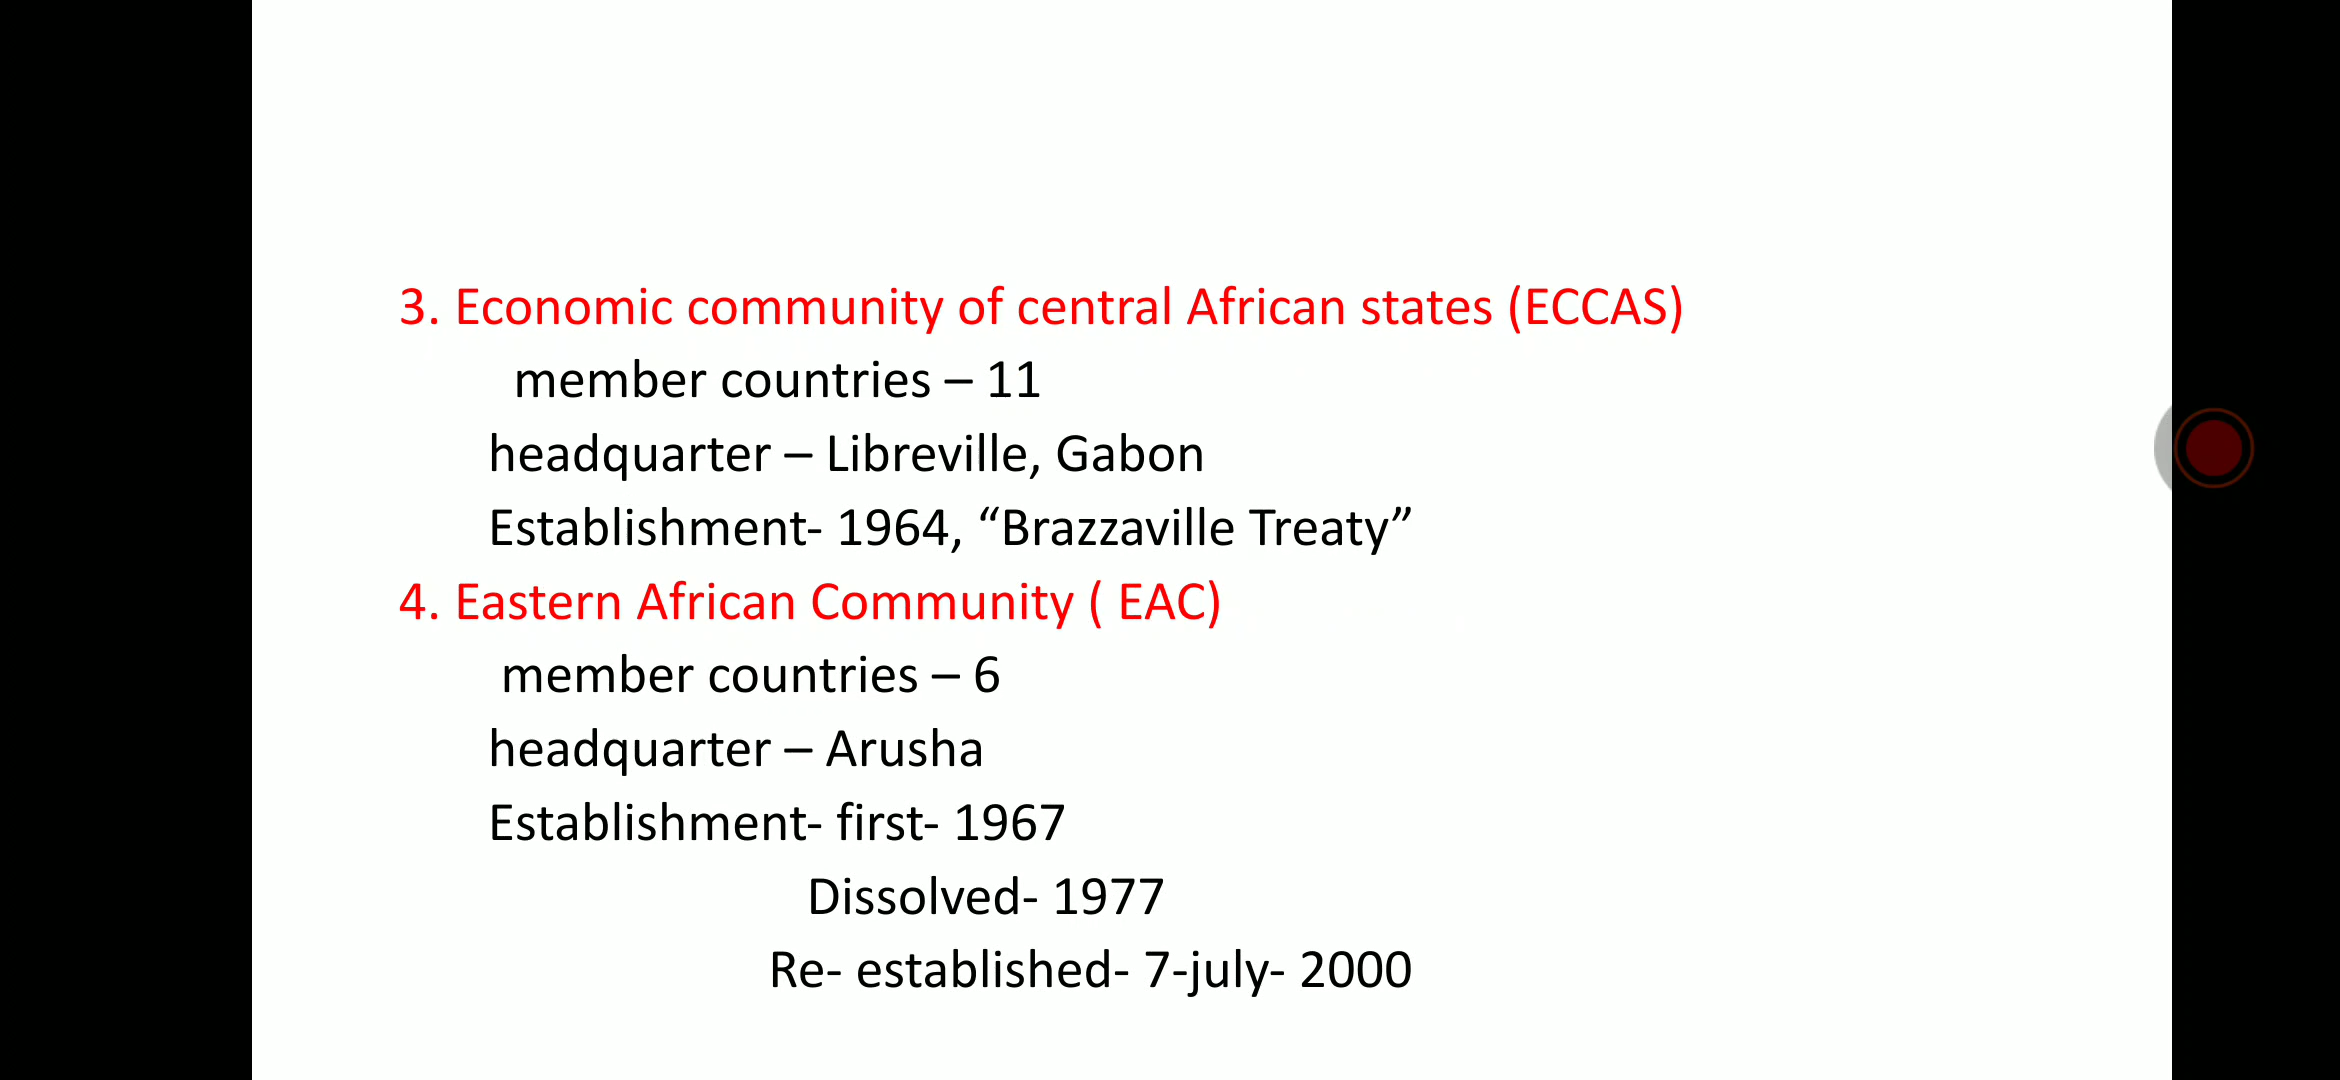 3. Economic community of central African states (ECCAS)
member countries – 11
headquarter – Libreville, Gabon
Establishment- 1964, “Brazzaville Treaty”
4. Eastern African Community ( EAC)
member countries – 6
headquarter – Arusha
Establishment- first- 1967
Dissolved- 1977
Re- established- 7-july- 2000